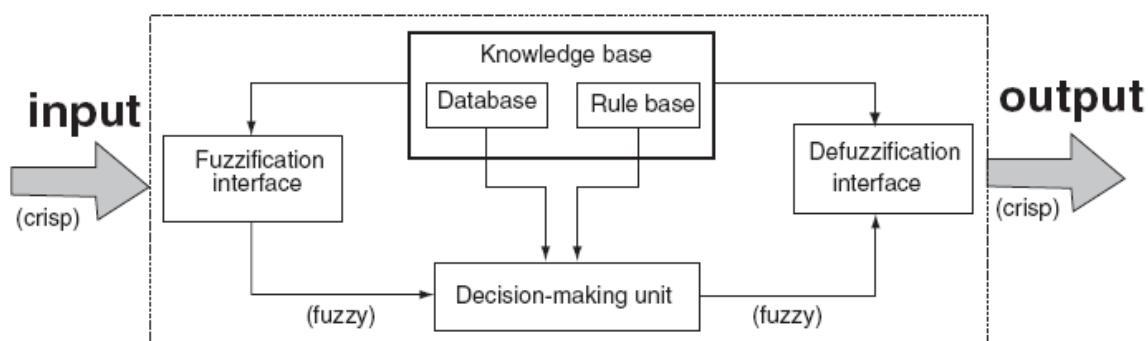 Knowledge base
Database
Rule base
input
output
Fuzzification
interface
Defuzzification
interface
(crisp)
(crisp)
Decision-making unit
(fuzzy)
(fuzzy)